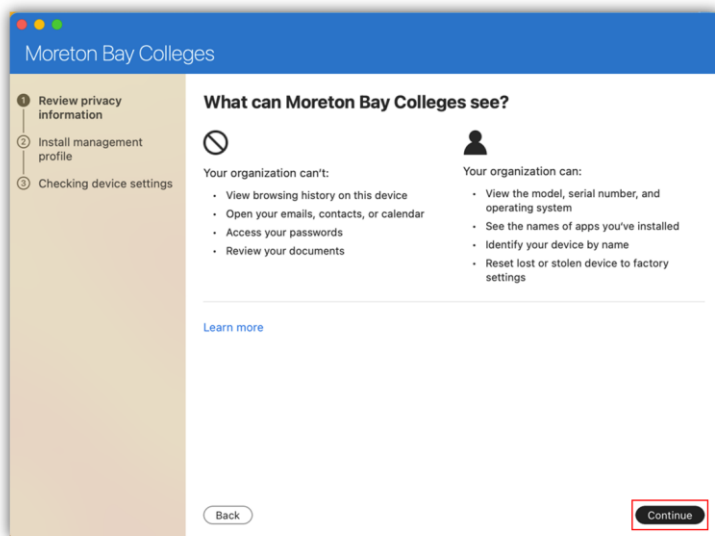 Moreton Bay Colleges
1 Review privacy
information
2 Install management
profile
3 Checking device settings
What can Moreton Bay Colleges see?
Your organization can't:
• View browsing history on this device
• Open your emails, contacts, or calendar
• Access your passwords
• Review your documents
Your organization can:
• View the model, serial number, and
operating system
• See the names of apps you've installed
• Identify your device by name
• Reset lost or stolen device to factory
settings
Learn more
Back
Continue